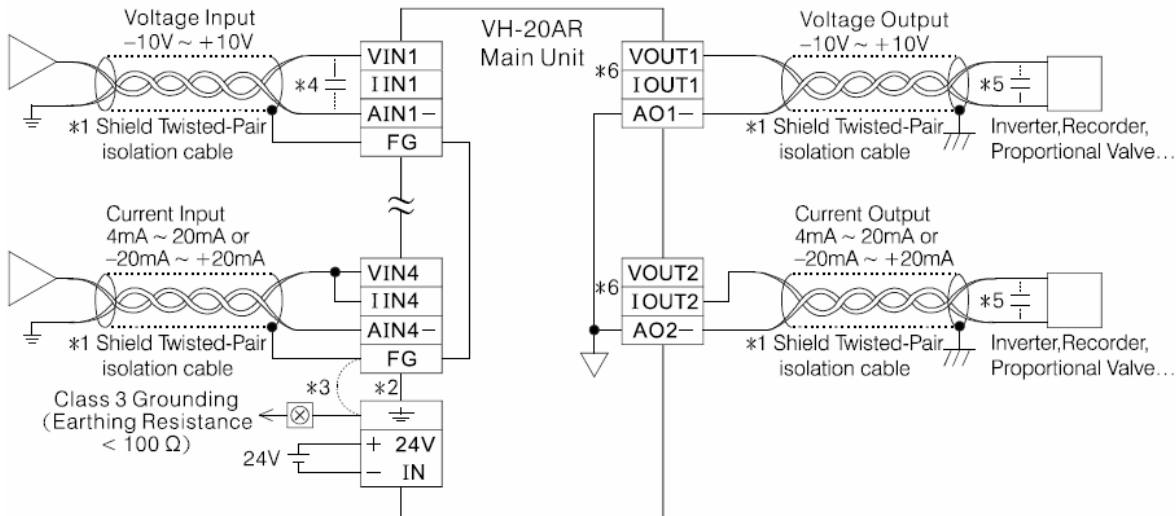 Voltage Input
–10V ~ +10V
*4
*1 Shield Twisted-Pair
isolation cable
VIN1
IIN1
AIN1–
FG
VH-20AR
Main Unit
*6
VOUT1
IOUT1
AO1–
Voltage Output
–10V ~ +10V
*5
*1 Shield Twisted-Pair
isolation cable
Inverter,Recorder,
Proportional Valve…
Current Input
4mA ~ 20mA or
–20mA ~ +20mA
*1 Shield Twisted-Pair
isolation cable
VIN4
IIN4
AIN4–
FG
*6
VOUT2
IOUT2
AO2–
Current Output
4mA ~ 20mA or
–20mA ~ +20mA
*5
*1 Shield Twisted-Pair
isolation cable
Inverter,Recorder,
Proportional Valve…
*3
*2
Class 3 Grounding
(Earthing Resistance
< 100 Ω)
24V
+ 24V
– IN